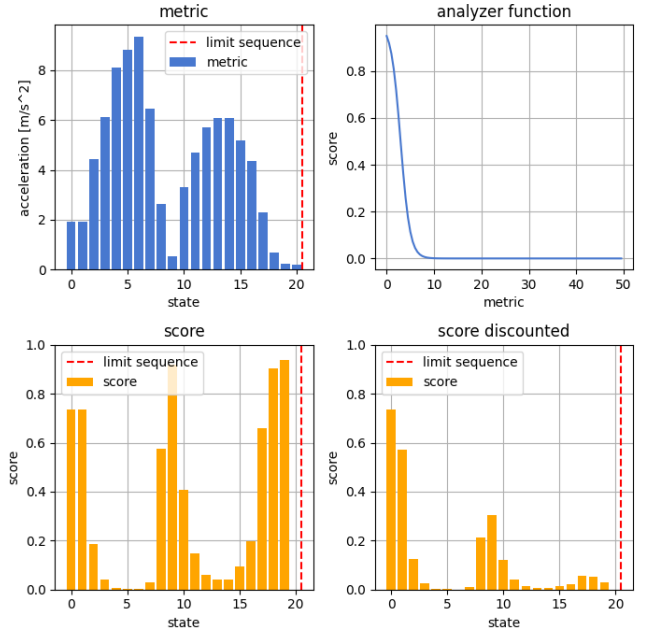 metric
limit sequence
metric
acceleration [m/s^2]
8
6
4
2
0
0 5 10 15 20
state
analyzer function
score
0.8
0.6
0.4
0.2
0.0
0 10 20 30 40 50
metric
score
limit sequence
score
score
1.0
0.8
0.6
0.4
0.2
0.0
0 5 10 15 20
state
score discounted
limit sequence
score
score
1.0
0.8
0.6
0.4
0.2
0.0
0 5 10 15 20
state